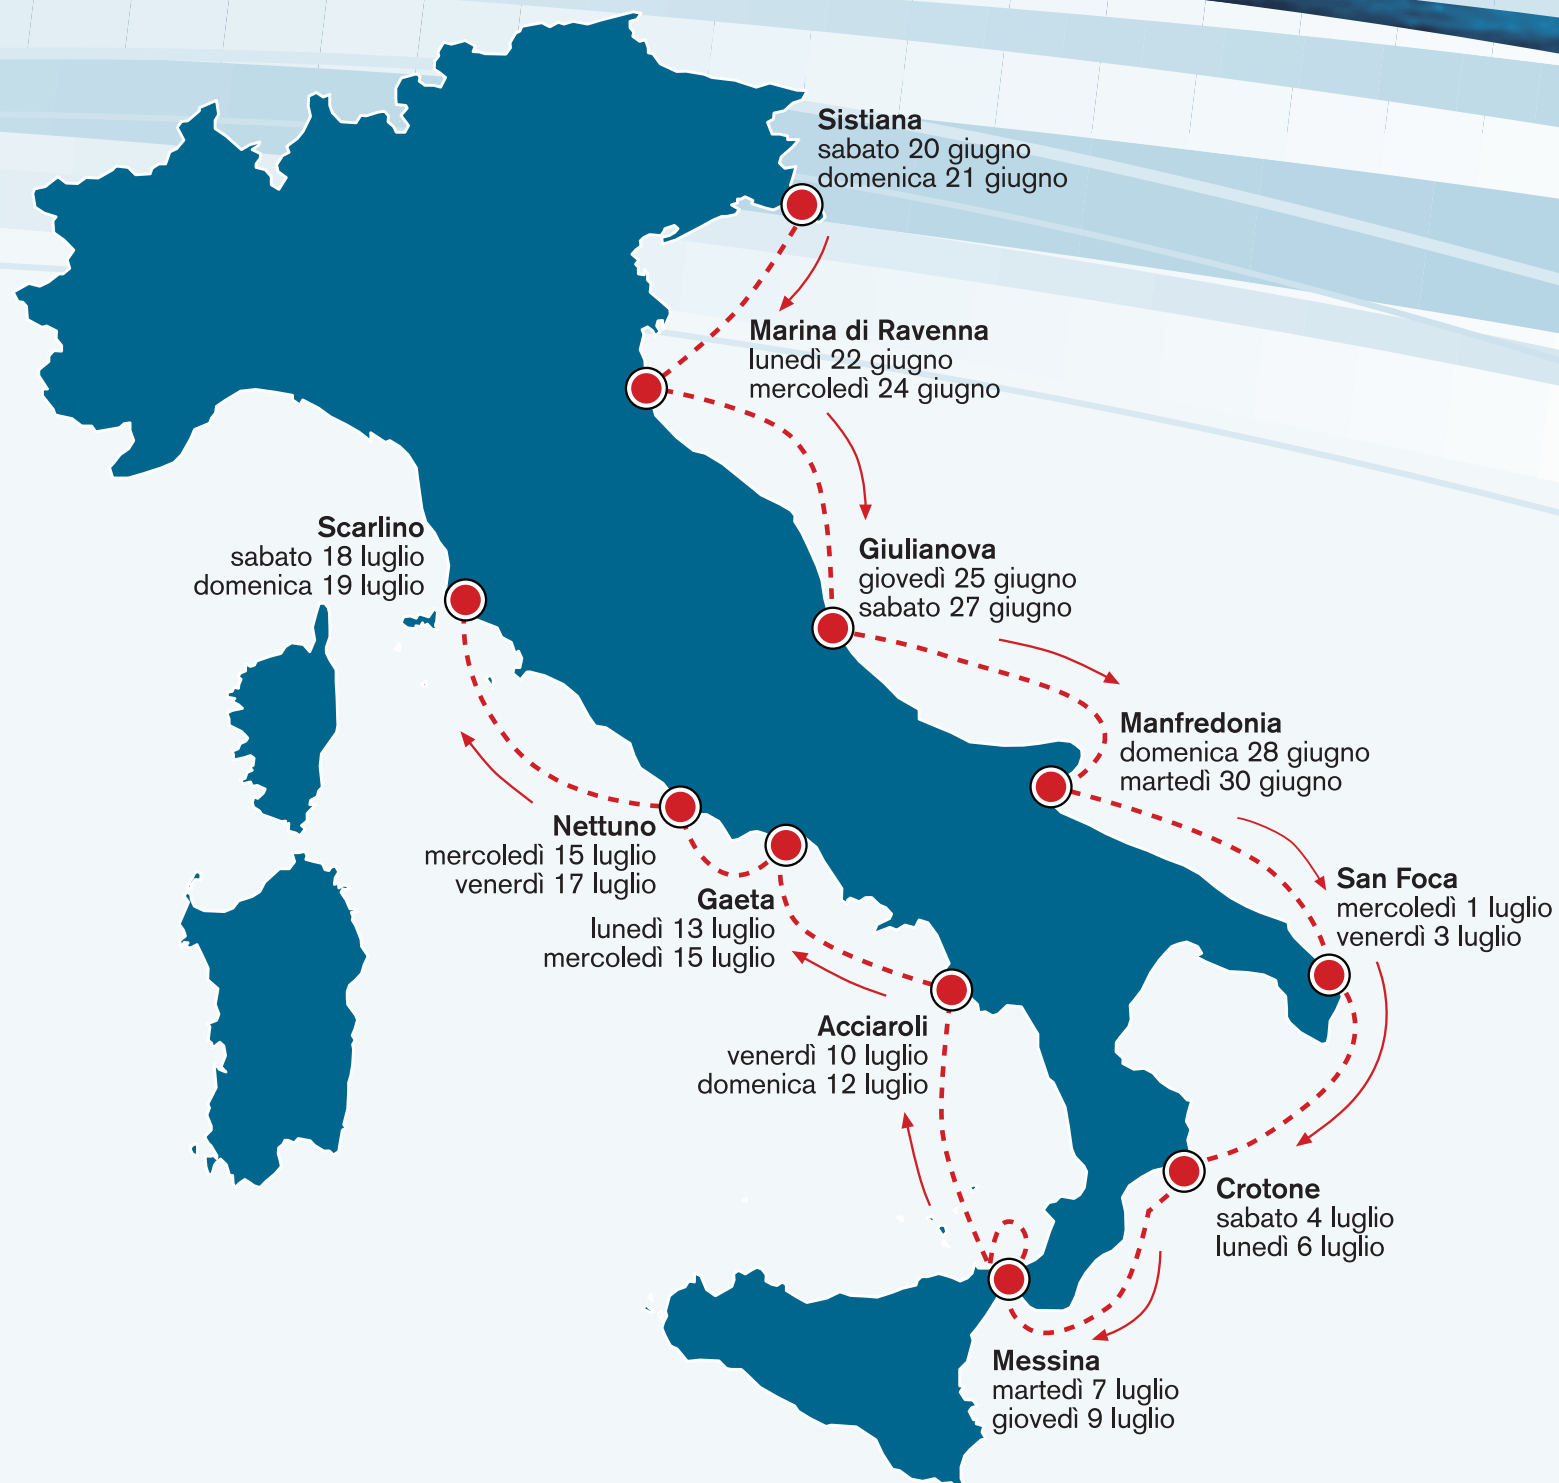 Sistiana
sabato 20 giugno
domenica 21 giugno
Marina di Ravenna
lunedì 22 giugno
mercoledì 24 giugno
Giulianova
giovedì 25 giugno
sabato 27 giugno
Manfredonia
domenica 28 giugno
martedì 30 giugno
San Foca
mercoledì 1 luglio
venerdì 3 luglio
Crotone
sabato 4 luglio
lunedì 6 luglio
Messina
martedì 7 luglio
giovedì 9 luglio
Acciaroli
venerdì 10 luglio
domenica 12 luglio
Gaeta
lunedì 13 luglio
mercoledì 15 luglio
Nettuno
mercoledì 15 luglio
venerdì 17 luglio
Scarlino
sabato 18 luglio
domenica 19 luglio